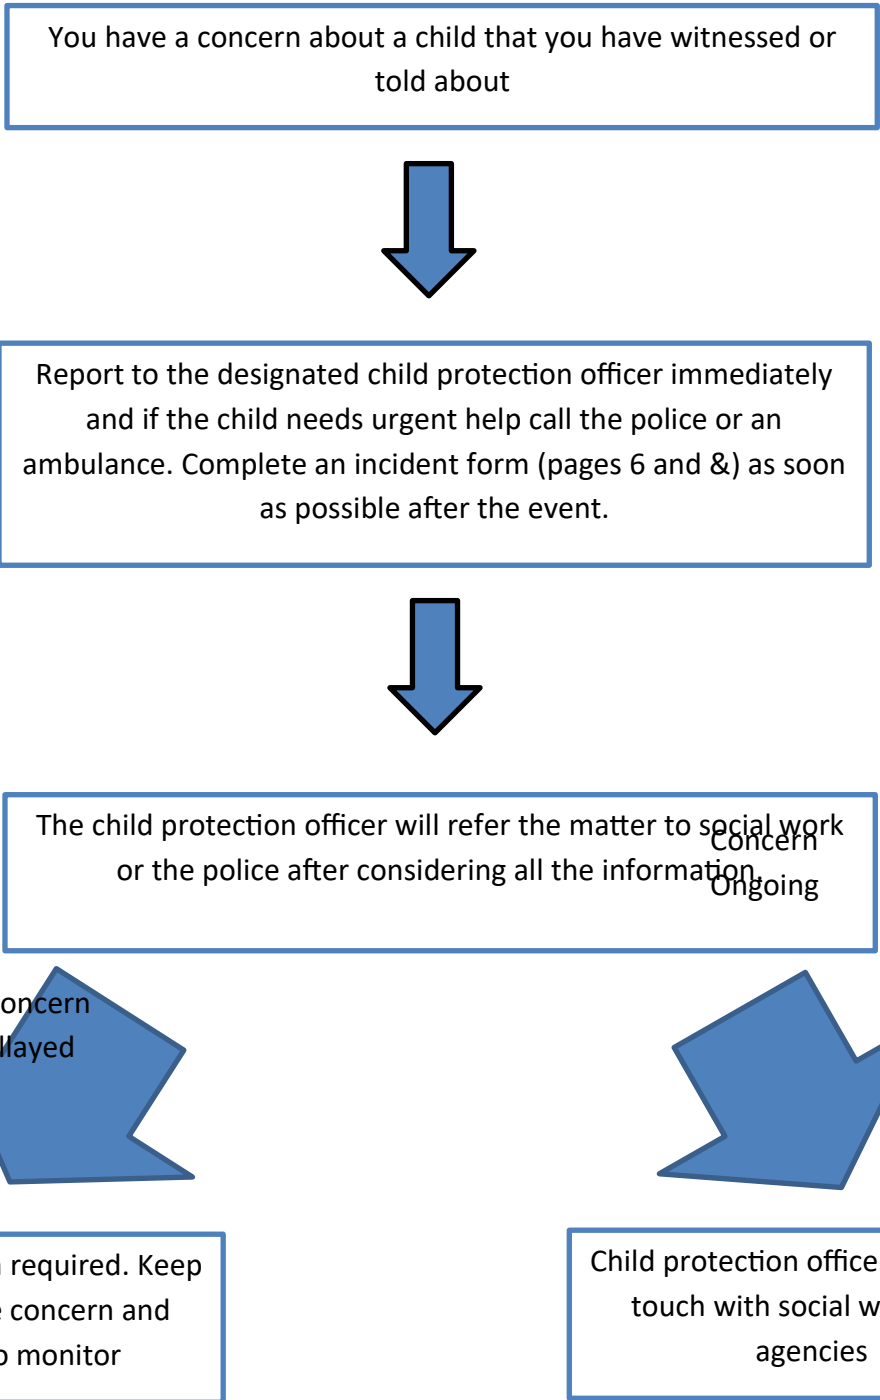 You have a concern about a child that you have witnessed or
told about
Report to the designated child protection officer immediately
and if the child needs urgent help call the police or an
ambulance. Complete an incident form (pages 6 and &) as soon
as possible after the event.
The child protection officer will refer the matter to social work
or the police after considering all the information.
Concern
Ongoing
oncern
llayed
required. Keep
concern and
monitor
Child protection office
touch with social w
agencies